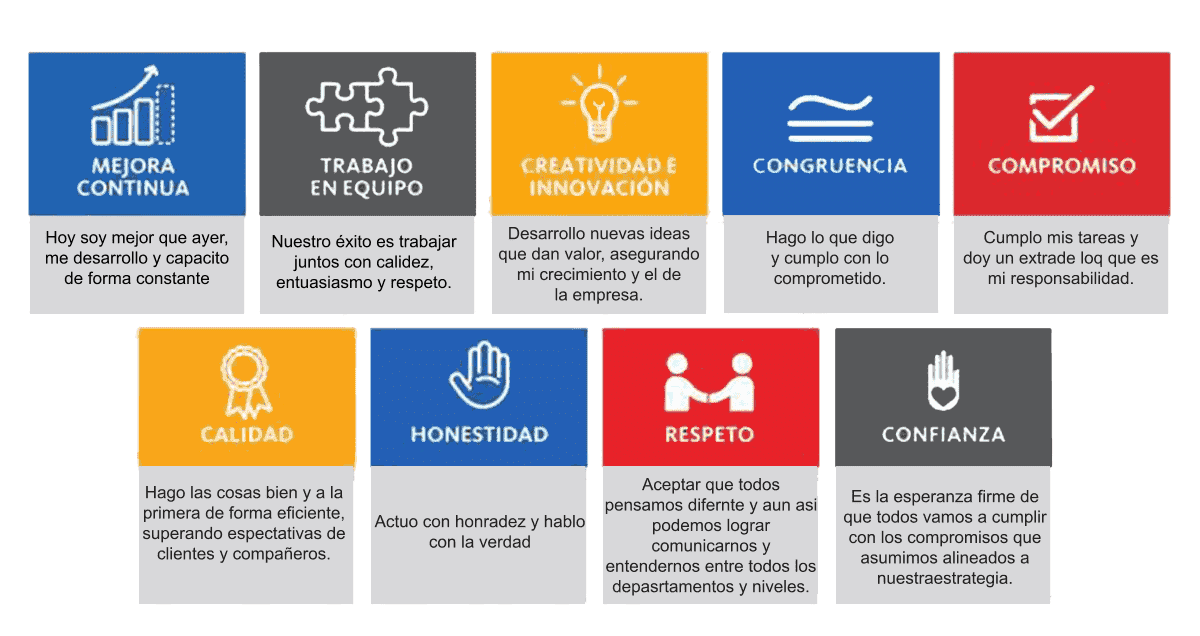 MEJORA
CONTINUA
Hoy soy mejor que ayer,
me desarrollo y capacito
de forma constante
TRABAJO
EN EQUIPO
Nuestro éxito es trabajar
juntos con calidez,
entusiasmo y respeto.
CREATIVIDAD E
INNOVACIÓN
Desarrollo nuevas ideas
que dan valor, asegurando
mi crecimiento y el de
la empresa.
CONGRUENCIA
Hago lo que digo
y cumplo con lo
comprometido.
COMPROMISO
Cumplo mis tareas y
doy un extrade loq que es
mi responsabilidad.
CALIDAD
Hago las cosas bien y a la
primera de forma eficiente,
superando espectativas de
clientes y compañeros.
HONESTIDAD
Actuo con honradez y hablo
con la verdad
RESPETO
Aceptar que todos
pensamos difernte y aun asi
podemos lograr
comunicarnos y
entendernos entre todos los
depasrtamentos y niveles.
CONFIANZA
Es la esperanza firme de
que todos vamos a cumplir
con los compromisos que
asumimos alineados a
nuestraestrategia.